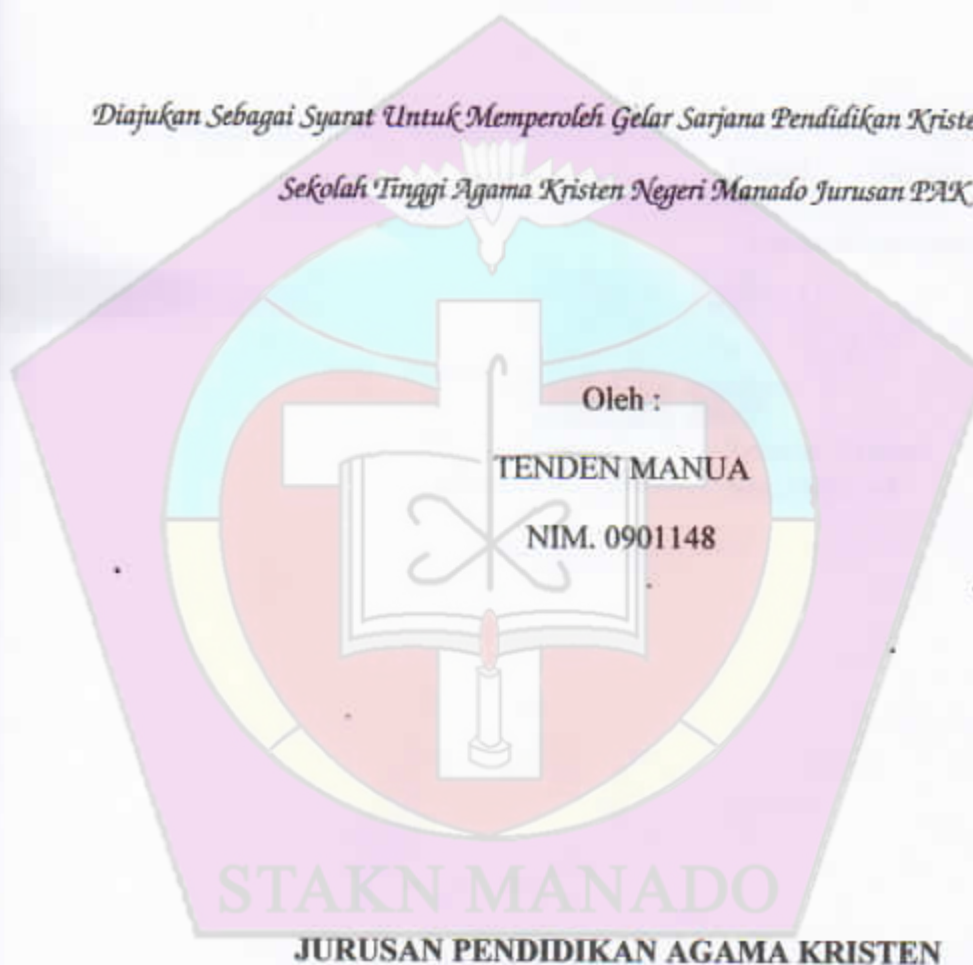 Diajukan Sebagai Syarat Untuk Memperoleh Gelar Sarjana Pendidikan Kriste
Sekolah Tinggi Agama Kristen Negeri Manado Jurusan PAK
Oleh :
TENDEN MANUA
NIM. 0901148
STAKN MANADO
JURUSAN PENDIDIKAN AGAMA KRISTEN